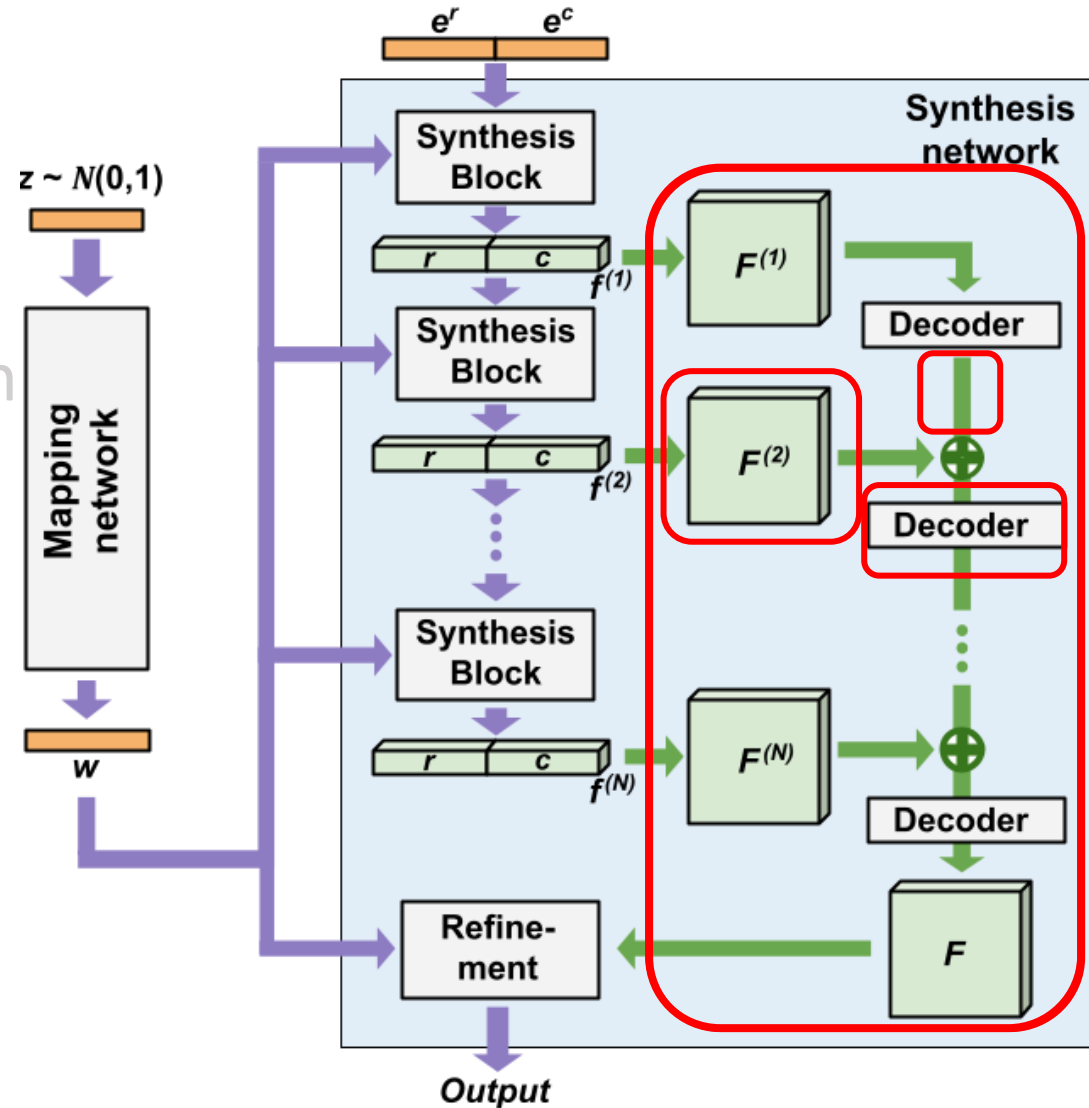 e^r e^c
Synthesis
network
Synthesis
Block
z ~ N(0,1)
r c
f^(1)
F^(1)
Decoder
Mapping
network
Synthesis
Block
r c
f^(2)
F^(2)
Decoder
Synthesis
Block
r c
f^(N)
F^(N)
Decoder
w
Refine-
ment
F
Output